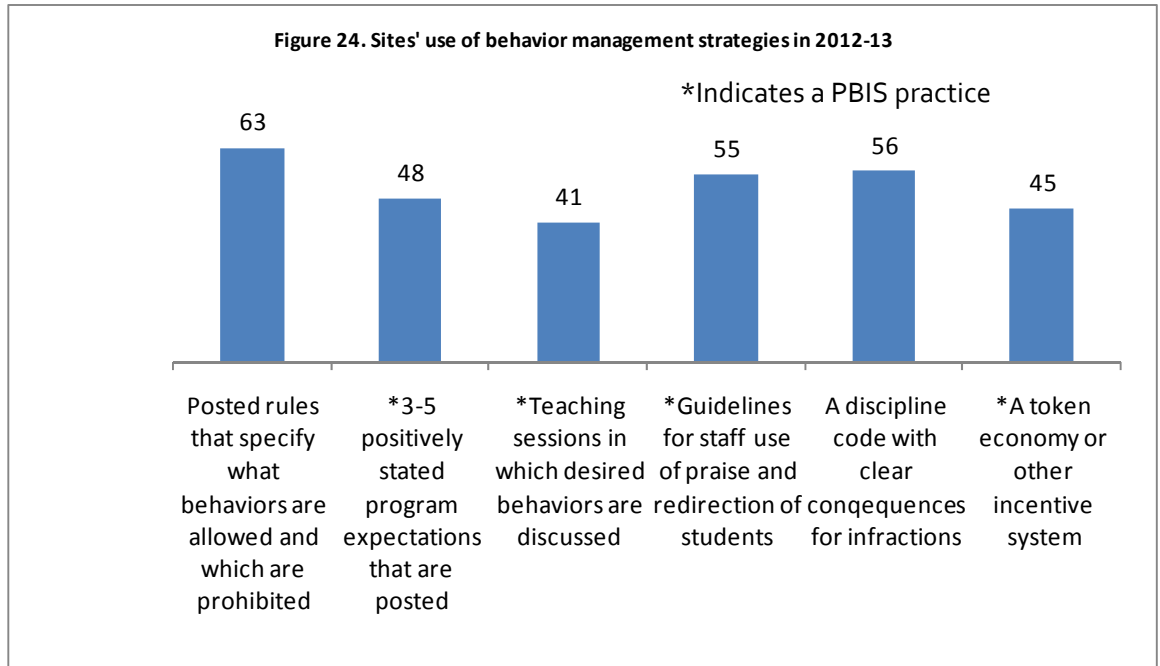 Figure 24. Sites' use of behavior management strategies in 2012-13
*Indicates a PBIS practice
63
48
41
55
56
45
Posted rules
that specify
what
behaviors are
allowed and
which are
prohibited
*3-5
positively
stated
program
expectations
that are
posted
*Teaching
sessions in
which desired
behaviors are
discussed
*Guidelines
for staff use
of praise and
redirection of
students
A discipline
code with
clear
conqequences
for infractions
*A token
economy or
other
incentive
system